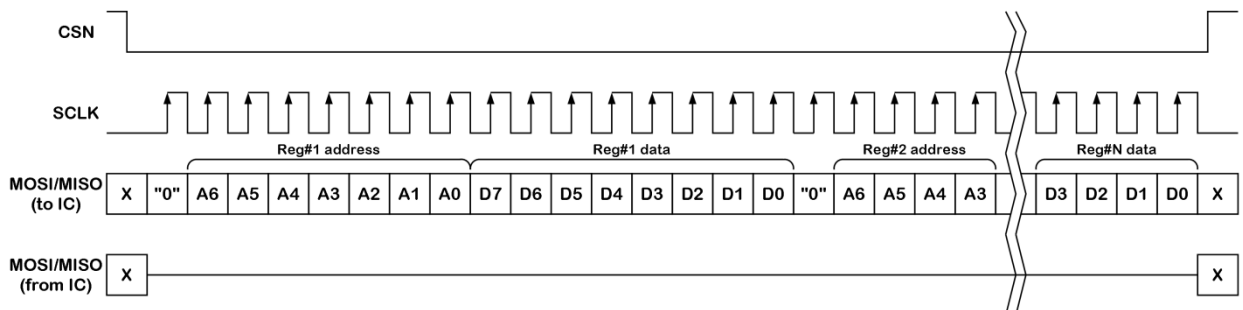 CSN
SCLK
Reg#1 address Reg#1 data Reg#2 address Reg#N data
MOSI/MISO
(to IC)
X "0" A6 A5 A4 A3 A2 A1 A0 D7 D6 D5 D4 D3 D2 D1 D0 "0" A6 A5 A4 A3 D3 D2 D1 D0 X
MOSI/MISO
(from IC)
X X